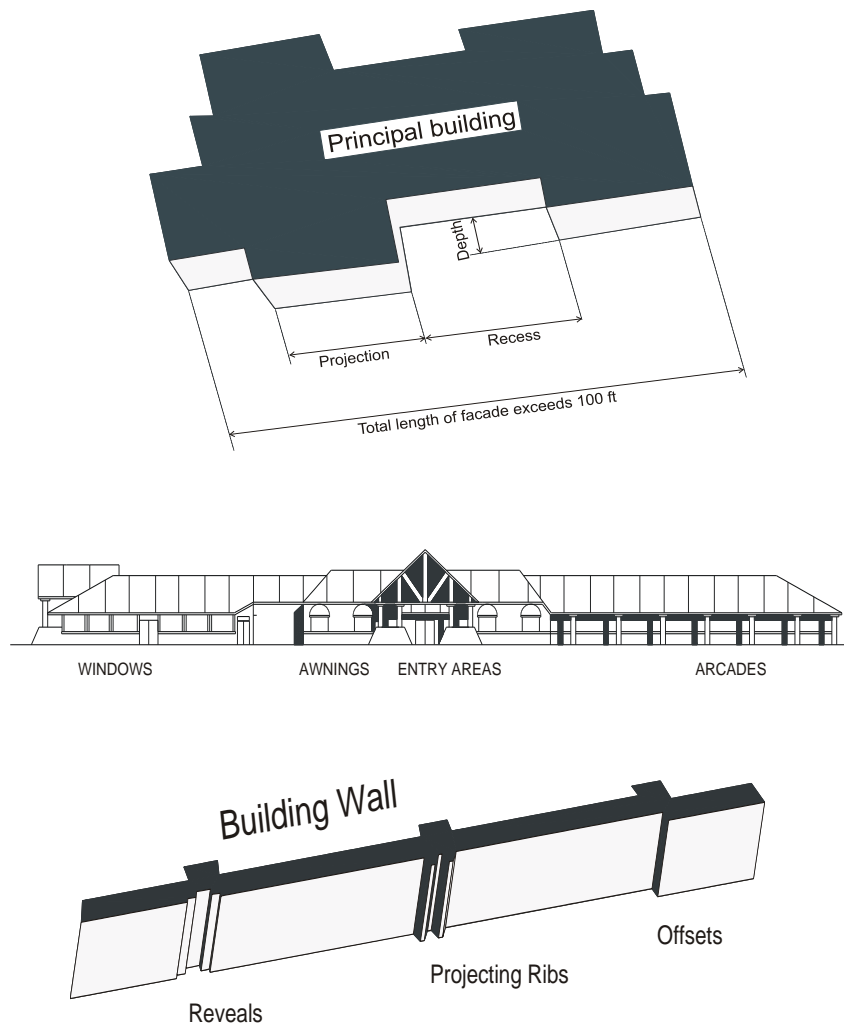 Principal building
Depth
Recess
Projection
Total length of facade exceeds 100 ft
WINDOWS AWNINGS ENTRY AREAS ARCADES
Building Wall
Offsets
Projecting Ribs
Reveals